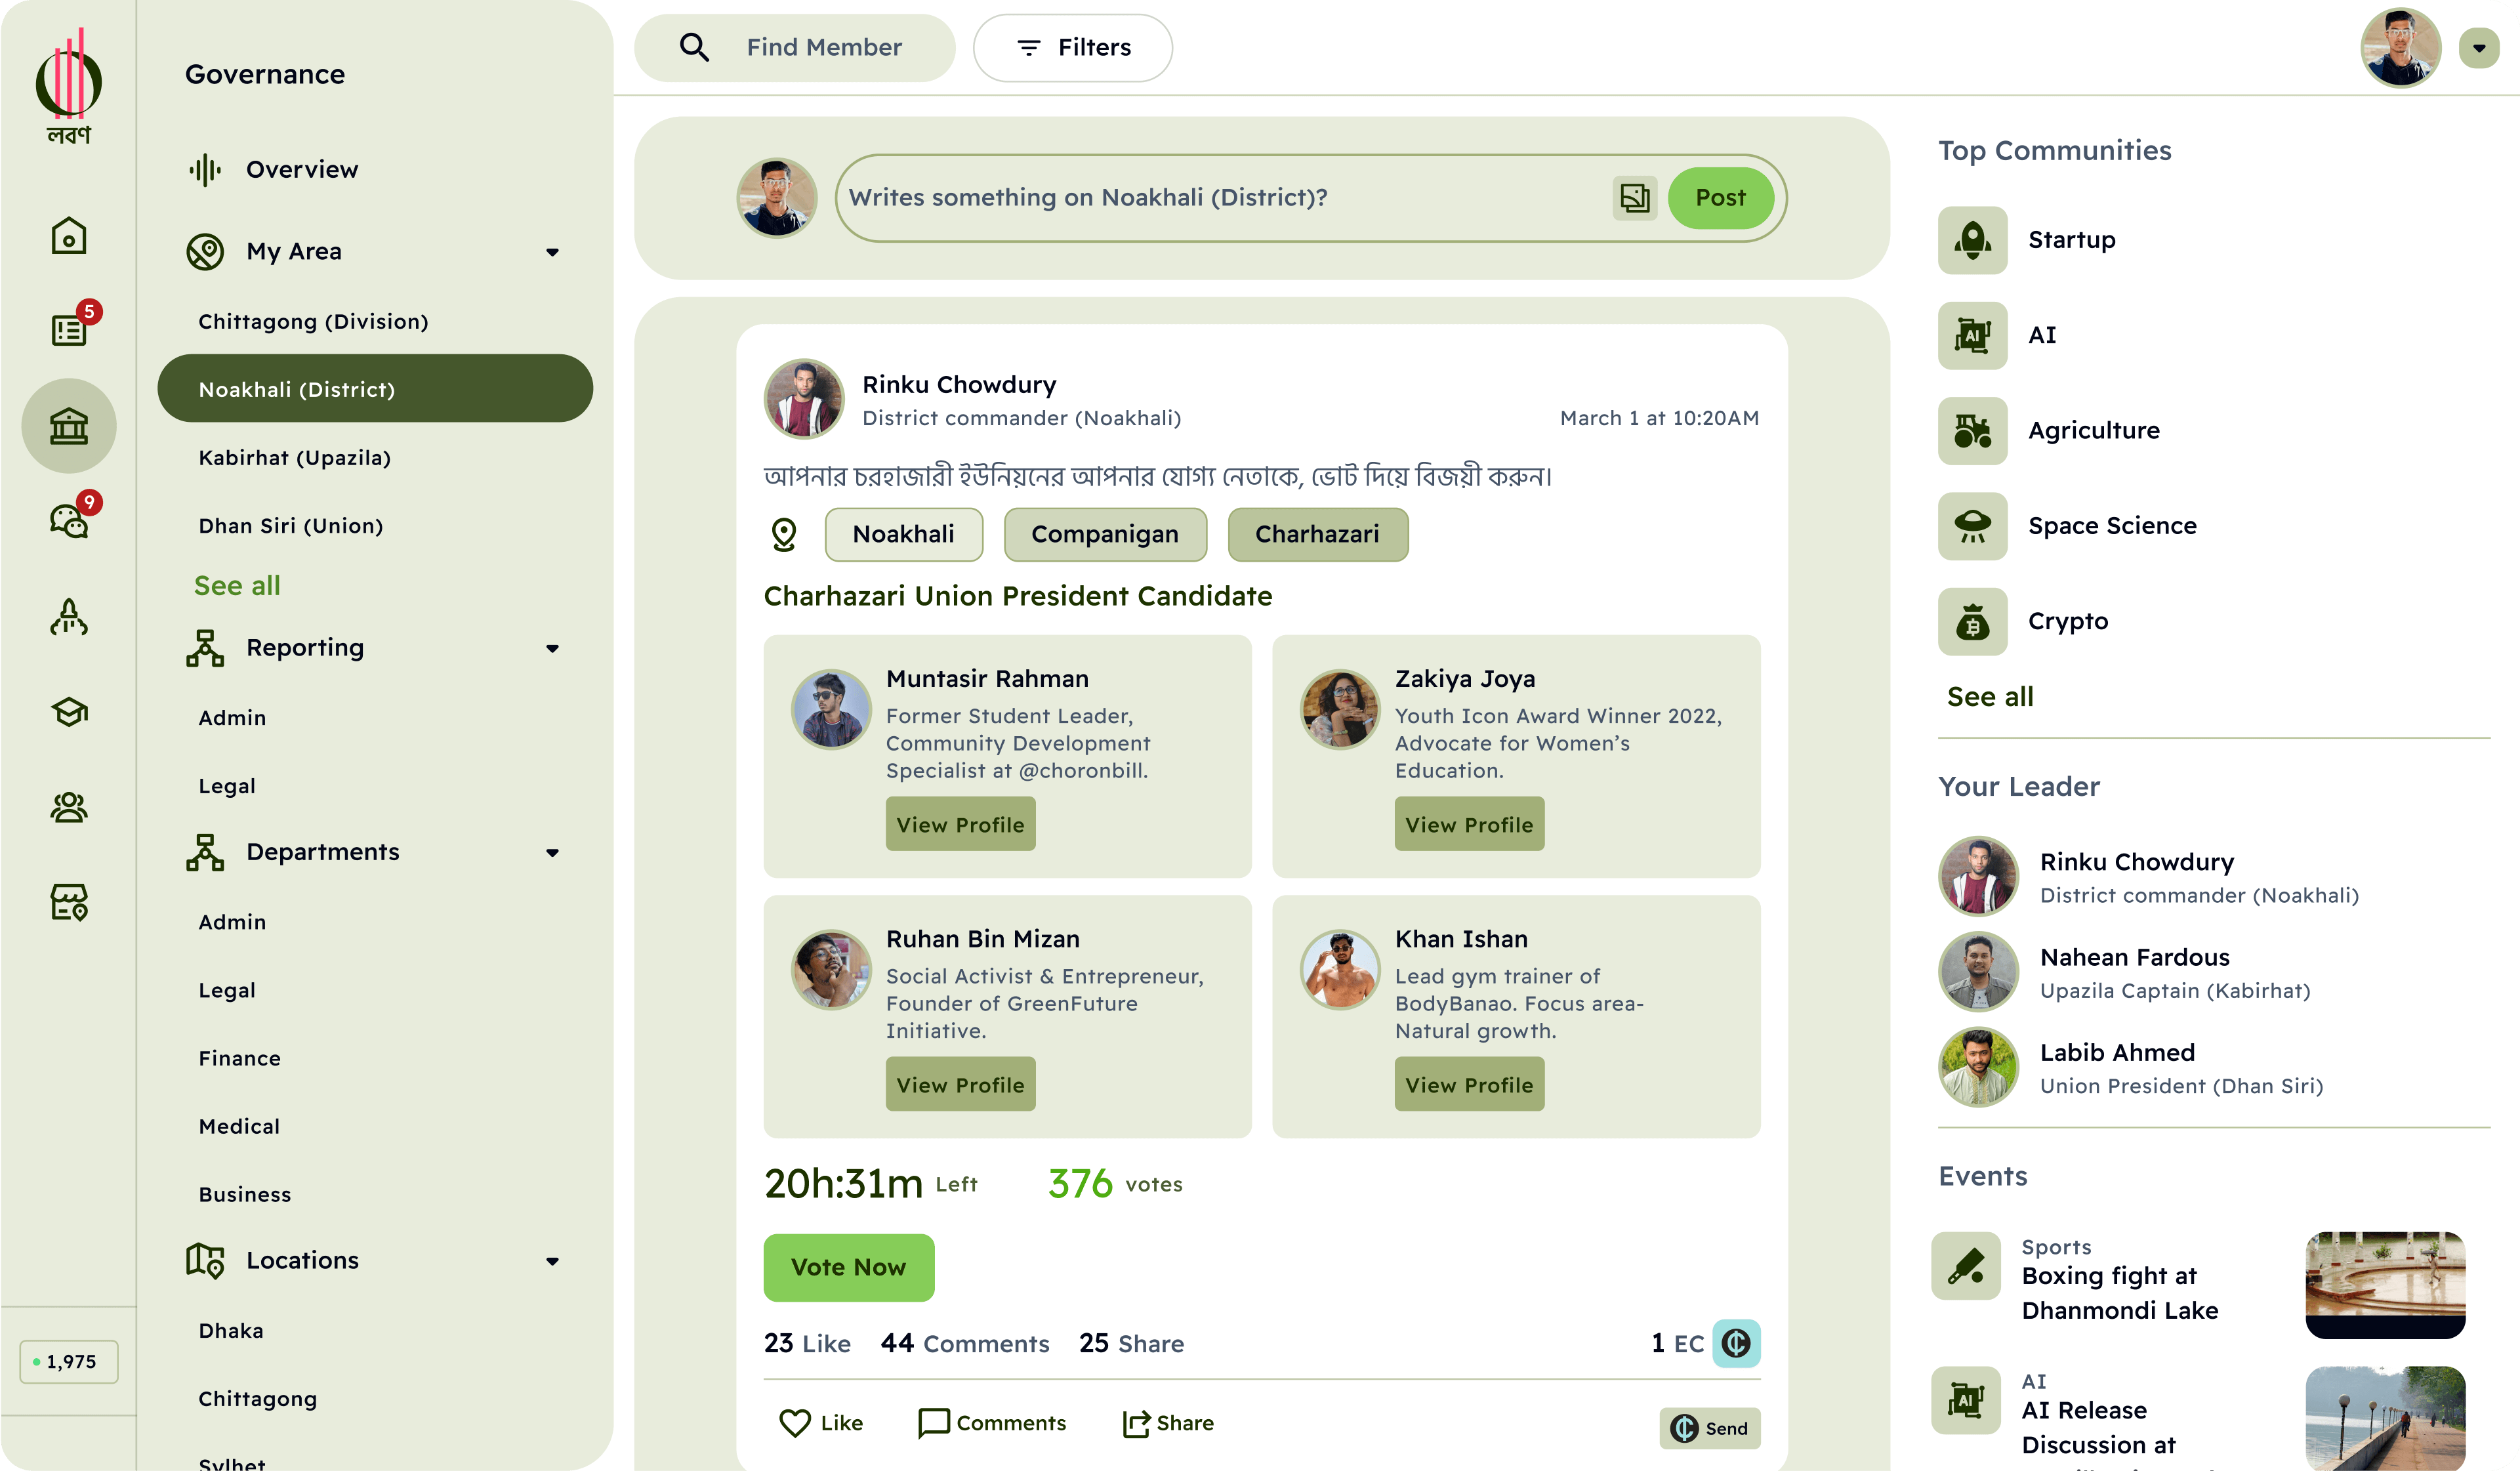 লবণ
5
9
1,975
Governance
Overview
My Area
Chittagong (Division)
Noakhali (District)
Kabirhat (Upazila)
Dhan Siri (Union)
See all
Reporting
Admin
Legal
Departments
Admin
Legal
Finance
Medical
Business
Locations
Dhaka
Chittagong
Sylhet
Find Member
Filters
Writes something on Noakhali (District)?
Post
Rinku Chowdury
District commander (Noakhali)
March 1 at 10:20AM
আপনার চরহাজারী ইউনিয়নের আপনার যোগ্য নেতাকে, ভোট দিয়ে বিজয়ী করুন।
Noakhali
Companigan
Charhazari
Charhazari Union President Candidate
Muntasir Rahman
Former Student Leader,
Community Development
Specialist at @choronbill.
View Profile
Zakiya Joya
Youth Icon Award Winner 2022,
Advocate for Women’s
Education.
View Profile
Ruhan Bin Mizan
Social Activist & Entrepreneur,
Founder of GreenFuture
Initiative.
View Profile
Khan Ishan
Lead gym trainer of
BodyBanao. Focus area-
Natural growth.
View Profile
20h:31m Left
376 votes
Vote Now
23 Like 44 Comments 25 Share
1 EC
Like
Comments
Share
Send
Top Communities
Startup
AI
AI
Agriculture
Space Science
Crypto
See all
Your Leader
Rinku Chowdury
District commander (Noakhali)
Nahean Fardous
Upazila Captain (Kabirhat)
Labib Ahmed
Union President (Dhan Siri)
Events
Sports
Boxing fight at
Dhanmondi Lake
AI
AI
AI Release
Discussion at